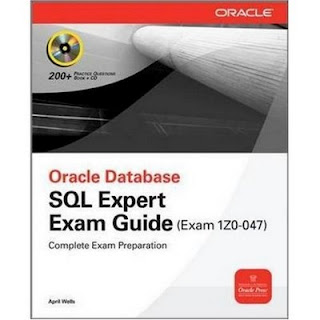 ORACLE
200+ PRACTICE QUESTIONS
BOOK + CD
Oracle Database
SQL Expert
Exam Guide (Exam 1Z0-047)
Complete Exam Preparation
April Wells
Oracle Press